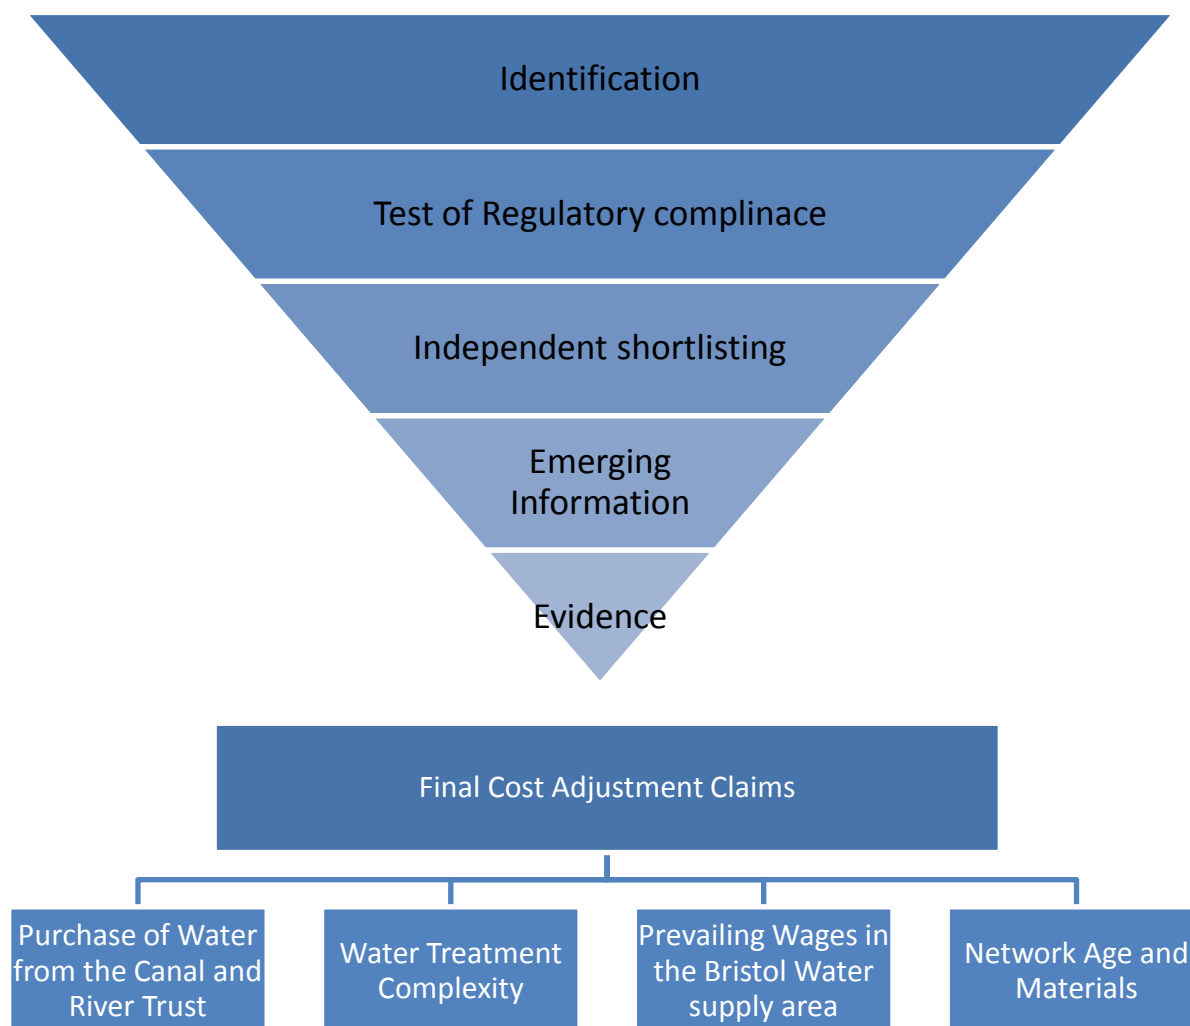 Identification
Test of Regulatory complinace
Independent shortlisting
Emerging
Information
Evidence
Final Cost Adjustment Claims
Purchase of Water
from the Canal and
River Trust
Water Treatment
Complexity
Prevailing Wages in
the Bristol Water
supply area
Network Age and
Materials